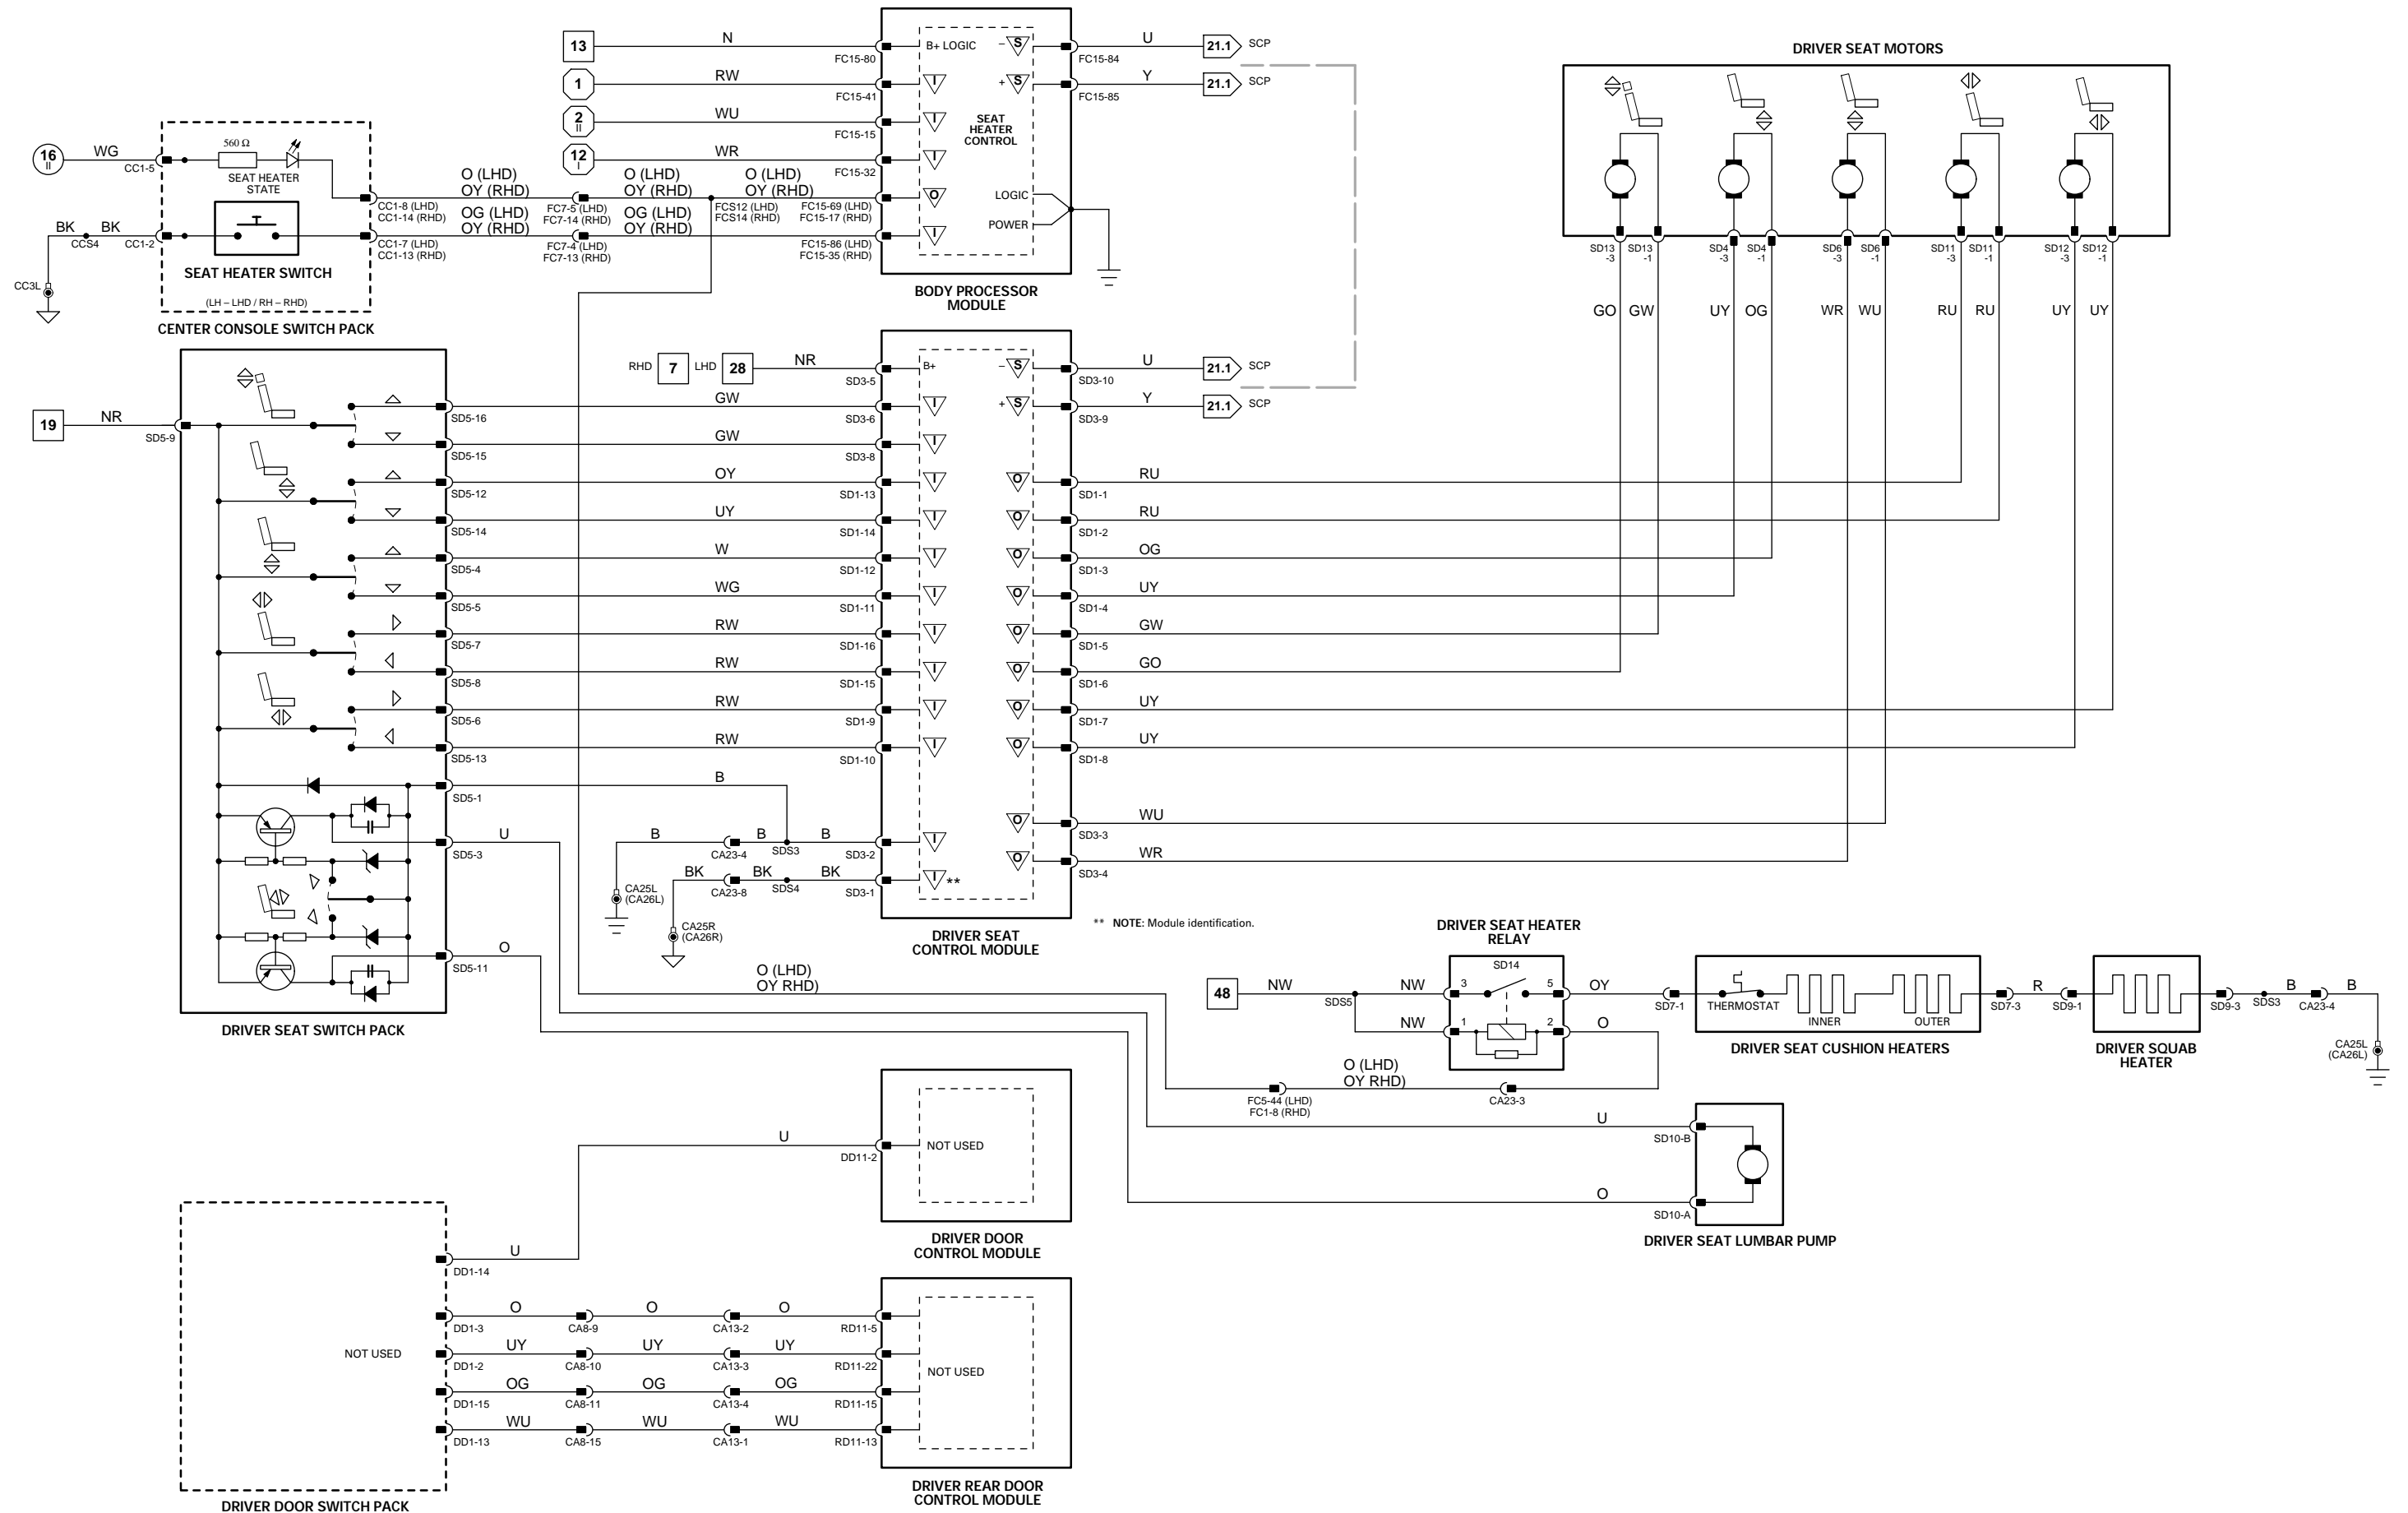 13
N
FC15-80
B+ LOGIC
– S
FC15-84
U
21.1
SCP
1
RW
FC15-41
I
+ S
FC15-85
Y
21.1
SCP
2
II
WU
FC15-15
I
SEAT
HEATER
CONTROL
12
I
WR
FC15-32
I
16
II
WG
CC1-5
560 Ω
SEAT HEATER
STATE
CC1-8 (LHD)
CC1-14 (RHD)
O (LHD)
OY (RHD)
FC7-5 (LHD)
FC7-14 (RHD)
O (LHD)
OY (RHD)
FCS12 (LHD)
FCS14 (RHD)
O (LHD)
OY (RHD)
FC15-69 (LHD)
FC15-17 (RHD)
O
LOGIC
POWER
BK
CCS4
BK
CC1-2
CC3L
CC1-7 (LHD)
CC1-13 (RHD)
OG (LHD)
OY (RHD)
FC7-4 (LHD)
FC7-13 (RHD)
OG (LHD)
OY (RHD)
FC15-86 (LHD)
FC15-35 (RHD)
I
SEAT HEATER SWITCH
(LH – LHD / RH – RHD)
CENTER CONSOLE SWITCH PACK
BODY PROCESSOR
MODULE
DRIVER SEAT MOTORS
SD13
-3
SD13
-1
SD4
-3
SD4
-1
SD6
-3
SD6
-1
SD11
-3
SD11
-1
SD12
-3
SD12
-1
GO
GW
UY
OG
WR
WU
RU
RU
UY
UY
RHD
7
LHD
28
NR
SD3-5
B+
– S
SD3-10
U
21.1
SCP
19
NR
SD5-9
SD5-16
GW
SD3-6
I
+ S
SD3-9
Y
21.1
SCP
SD5-15
GW
SD3-8
I
SD5-12
OY
SD1-13
I
O
SD1-1
RU
SD5-14
UY
SD1-14
I
O
SD1-2
RU
SD5-4
W
SD1-12
I
O
SD1-3
OG
SD5-5
WG
SD1-11
I
O
SD1-4
UY
SD5-7
RW
SD1-16
I
O
SD1-5
GW
SD5-8
RW
SD1-15
I
O
SD1-6
GO
SD5-6
RW
SD1-9
I
O
SD1-7
UY
SD5-13
RW
SD1-10
I
O
SD1-8
UY
SD5-1
B
O
SD3-3
WU
SD5-3
U
B
CA23-4
B
SDS3
B
SD3-2
I
O
SD3-4
WR
BK
CA23-8
BK
SDS4
BK
SD3-1
I
**
CA25L
(CA26L)
CA25R
(CA26R)
SD5-11
O
DRIVER SEAT SWITCH PACK
DRIVER SEAT
CONTROL MODULE
** NOTE: Module identification.
O (LHD)
OY RHD)
DRIVER SEAT HEATER
RELAY
48
NW
SDS5
NW
NW
SD14
3
5
1
2
OY
O
SD7-1
THERMOSTAT
INNER
OUTER
SD7-3
R
SD9-1
SD9-3
SDS3
B
CA23-4
B
CA25L
(CA26L)
DRIVER SEAT CUSHION HEATERS
DRIVER SQUAB
HEATER
FC5-44 (LHD)
FC1-8 (RHD)
O (LHD)
OY RHD)
CA23-3
U
SD10-B
O
SD10-A
DRIVER SEAT LUMBAR PUMP
U
DD11-2
NOT USED
DRIVER DOOR
CONTROL MODULE
DD1-14
U
DD1-3
O
CA8-9
O
CA13-2
O
RD11-5
DD1-2
UY
CA8-10
UY
CA13-3
UY
RD11-22
NOT USED
NOT USED
DD1-15
OG
CA8-11
OG
CA13-4
OG
RD11-15
DD1-13
WU
CA8-15
WU
CA13-1
WU
RD11-13
DRIVER DOOR SWITCH PACK
DRIVER REAR DOOR
CONTROL MODULE